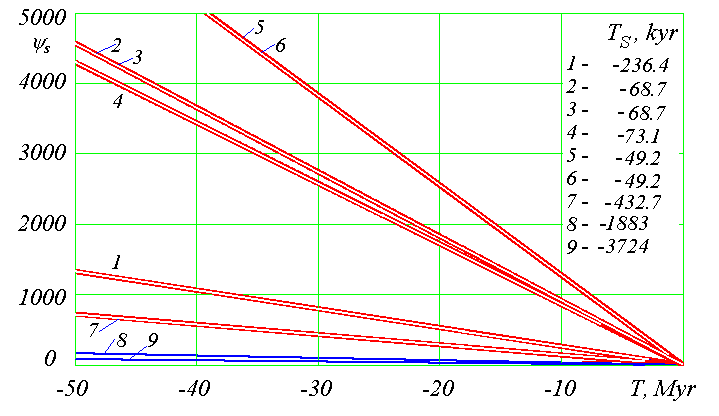 5000
ψs
4000
3000
2000
1000
0
-50
-40
-30
-20
-10
T, Myr
2
3
4
5
6
1
7
8
9
TS, kyr
1 - -236.4
2 - -68.7
3 - -68.7
4 - -73.1
5 - -49.2
6 - -49.2
7 - -432.7
8 - -1883
9 - -3724